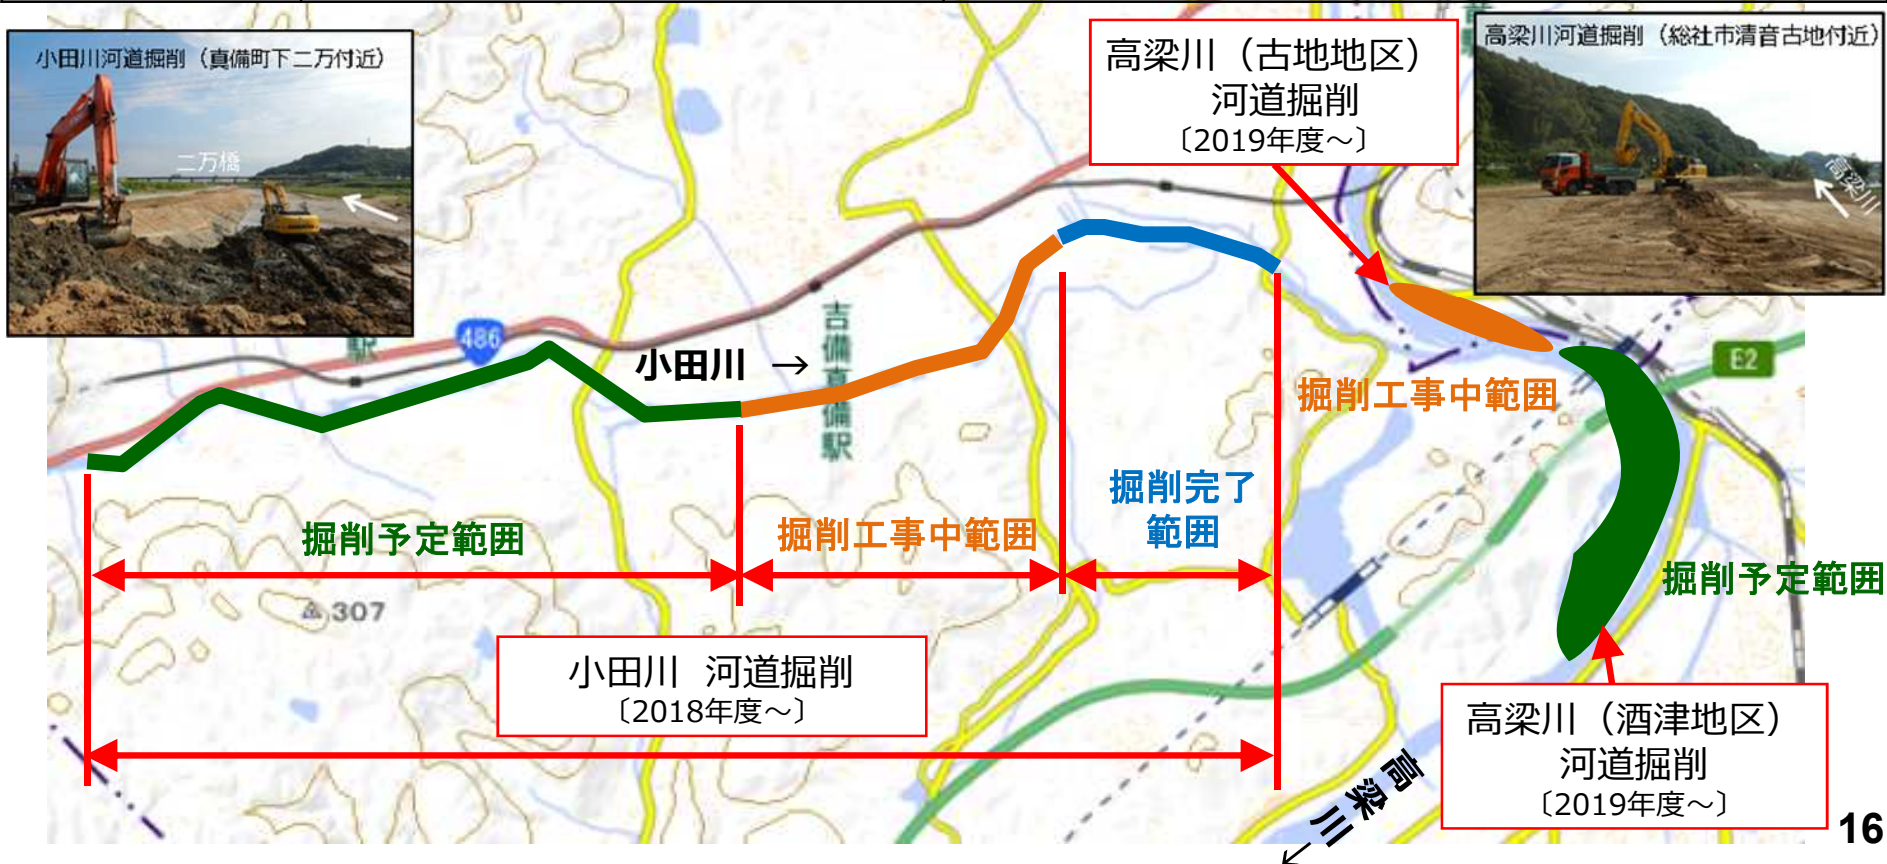 小田川河道掘削（真備町下二万付近）
二万橋
高梁川（古地地区）
河道掘削
〔2019年度～〕
高梁川河道掘削（総社市清音古地付近）
高梁川
486
駅
小田川 →
吉備真備駅
E2
掘削工事中範囲
掘削予定範囲
掘削工事中範囲
掘削完了
範囲
掘削予定範囲
307
小田川 河道掘削
〔2018年度～〕
高梁川（酒津地区）
河道掘削
〔2019年度～〕
高梁川
→
16